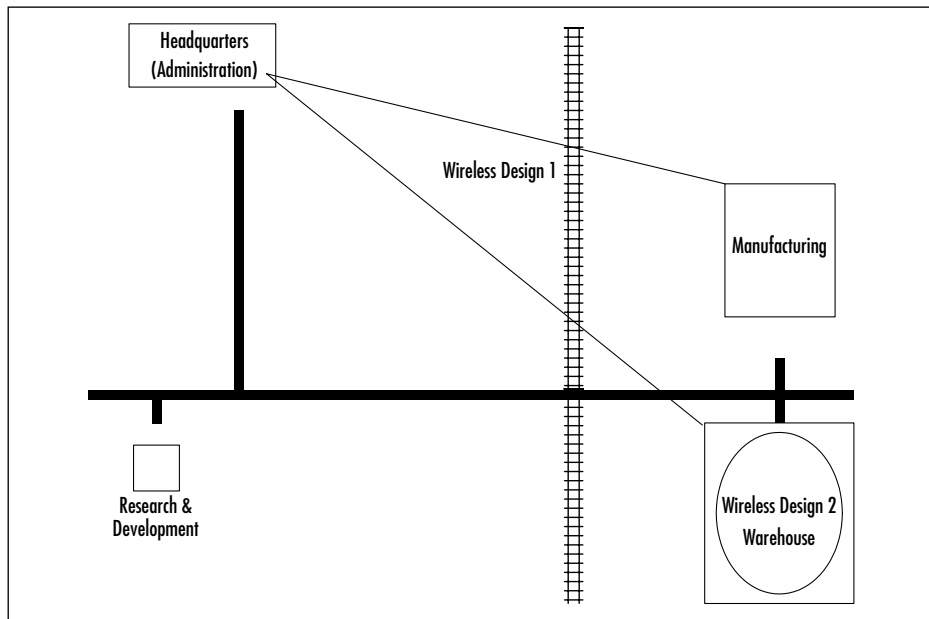 Headquarters
(Administration)
Wireless Design 1
Manufacturing
Research &
Development
Wireless Design 2
Warehouse